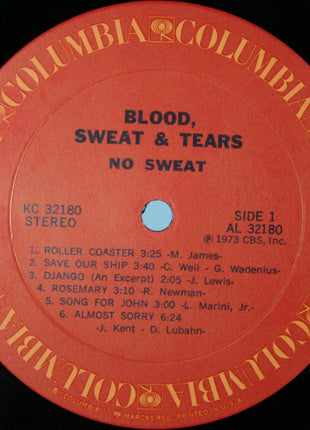 COLUMBIA COLUMBIA
BLOOD,
SWEAT & TEARS
NO SWEAT
KC 32180
STEREO
SIDE 1
AL 32180
Ⓟ 1973 CBS, Inc.
1. ROLLER COASTER 3:25 -M. James-
2. SAVE OUR SHIP 3:40 -C. Weil - G. Wadenius-
3. DJANGO (An Excerpt) 2:05 -J. Lewis-
4. ROSEMARY 3:10 -R. Newman-
5. SONG FOR JOHN 3:00 -L. Marini, Jr.-
6. ALMOST SORRY 6:24
-J. Kent - D. Lubahn-
COLUMBIA COLUMBIA COLUMBIA COLUMBIA
"COLUMBIA", MARCAS REG. PRINTED IN U.S.A.